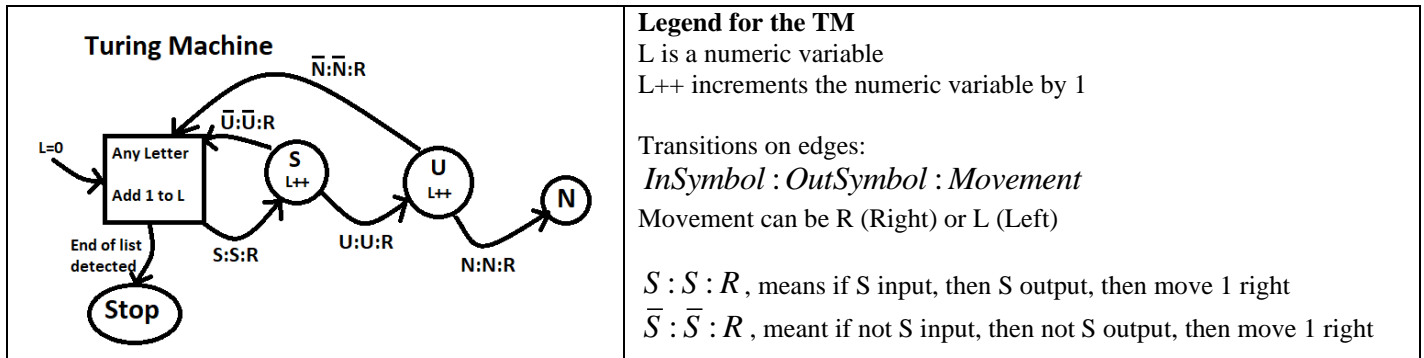 Turing Machine
N̅:N̅:R
U̅:U̅:R
L=0
Any Letter
Add 1 to L
S
L++
U
L++
N
End of list
detected
S:S:R
U:U:R
N:N:R
Stop
Legend for the TM
L is a numeric variable
L++ increments the numeric variable by 1
Transitions on edges:
InSymbol : OutSymbol : Movement
Movement can be R (Right) or L (Left)
S : S : R , means if S input, then S output, then move 1 right
S̅ : S̅ : R , meant if not S input, then not S output, then move 1 right